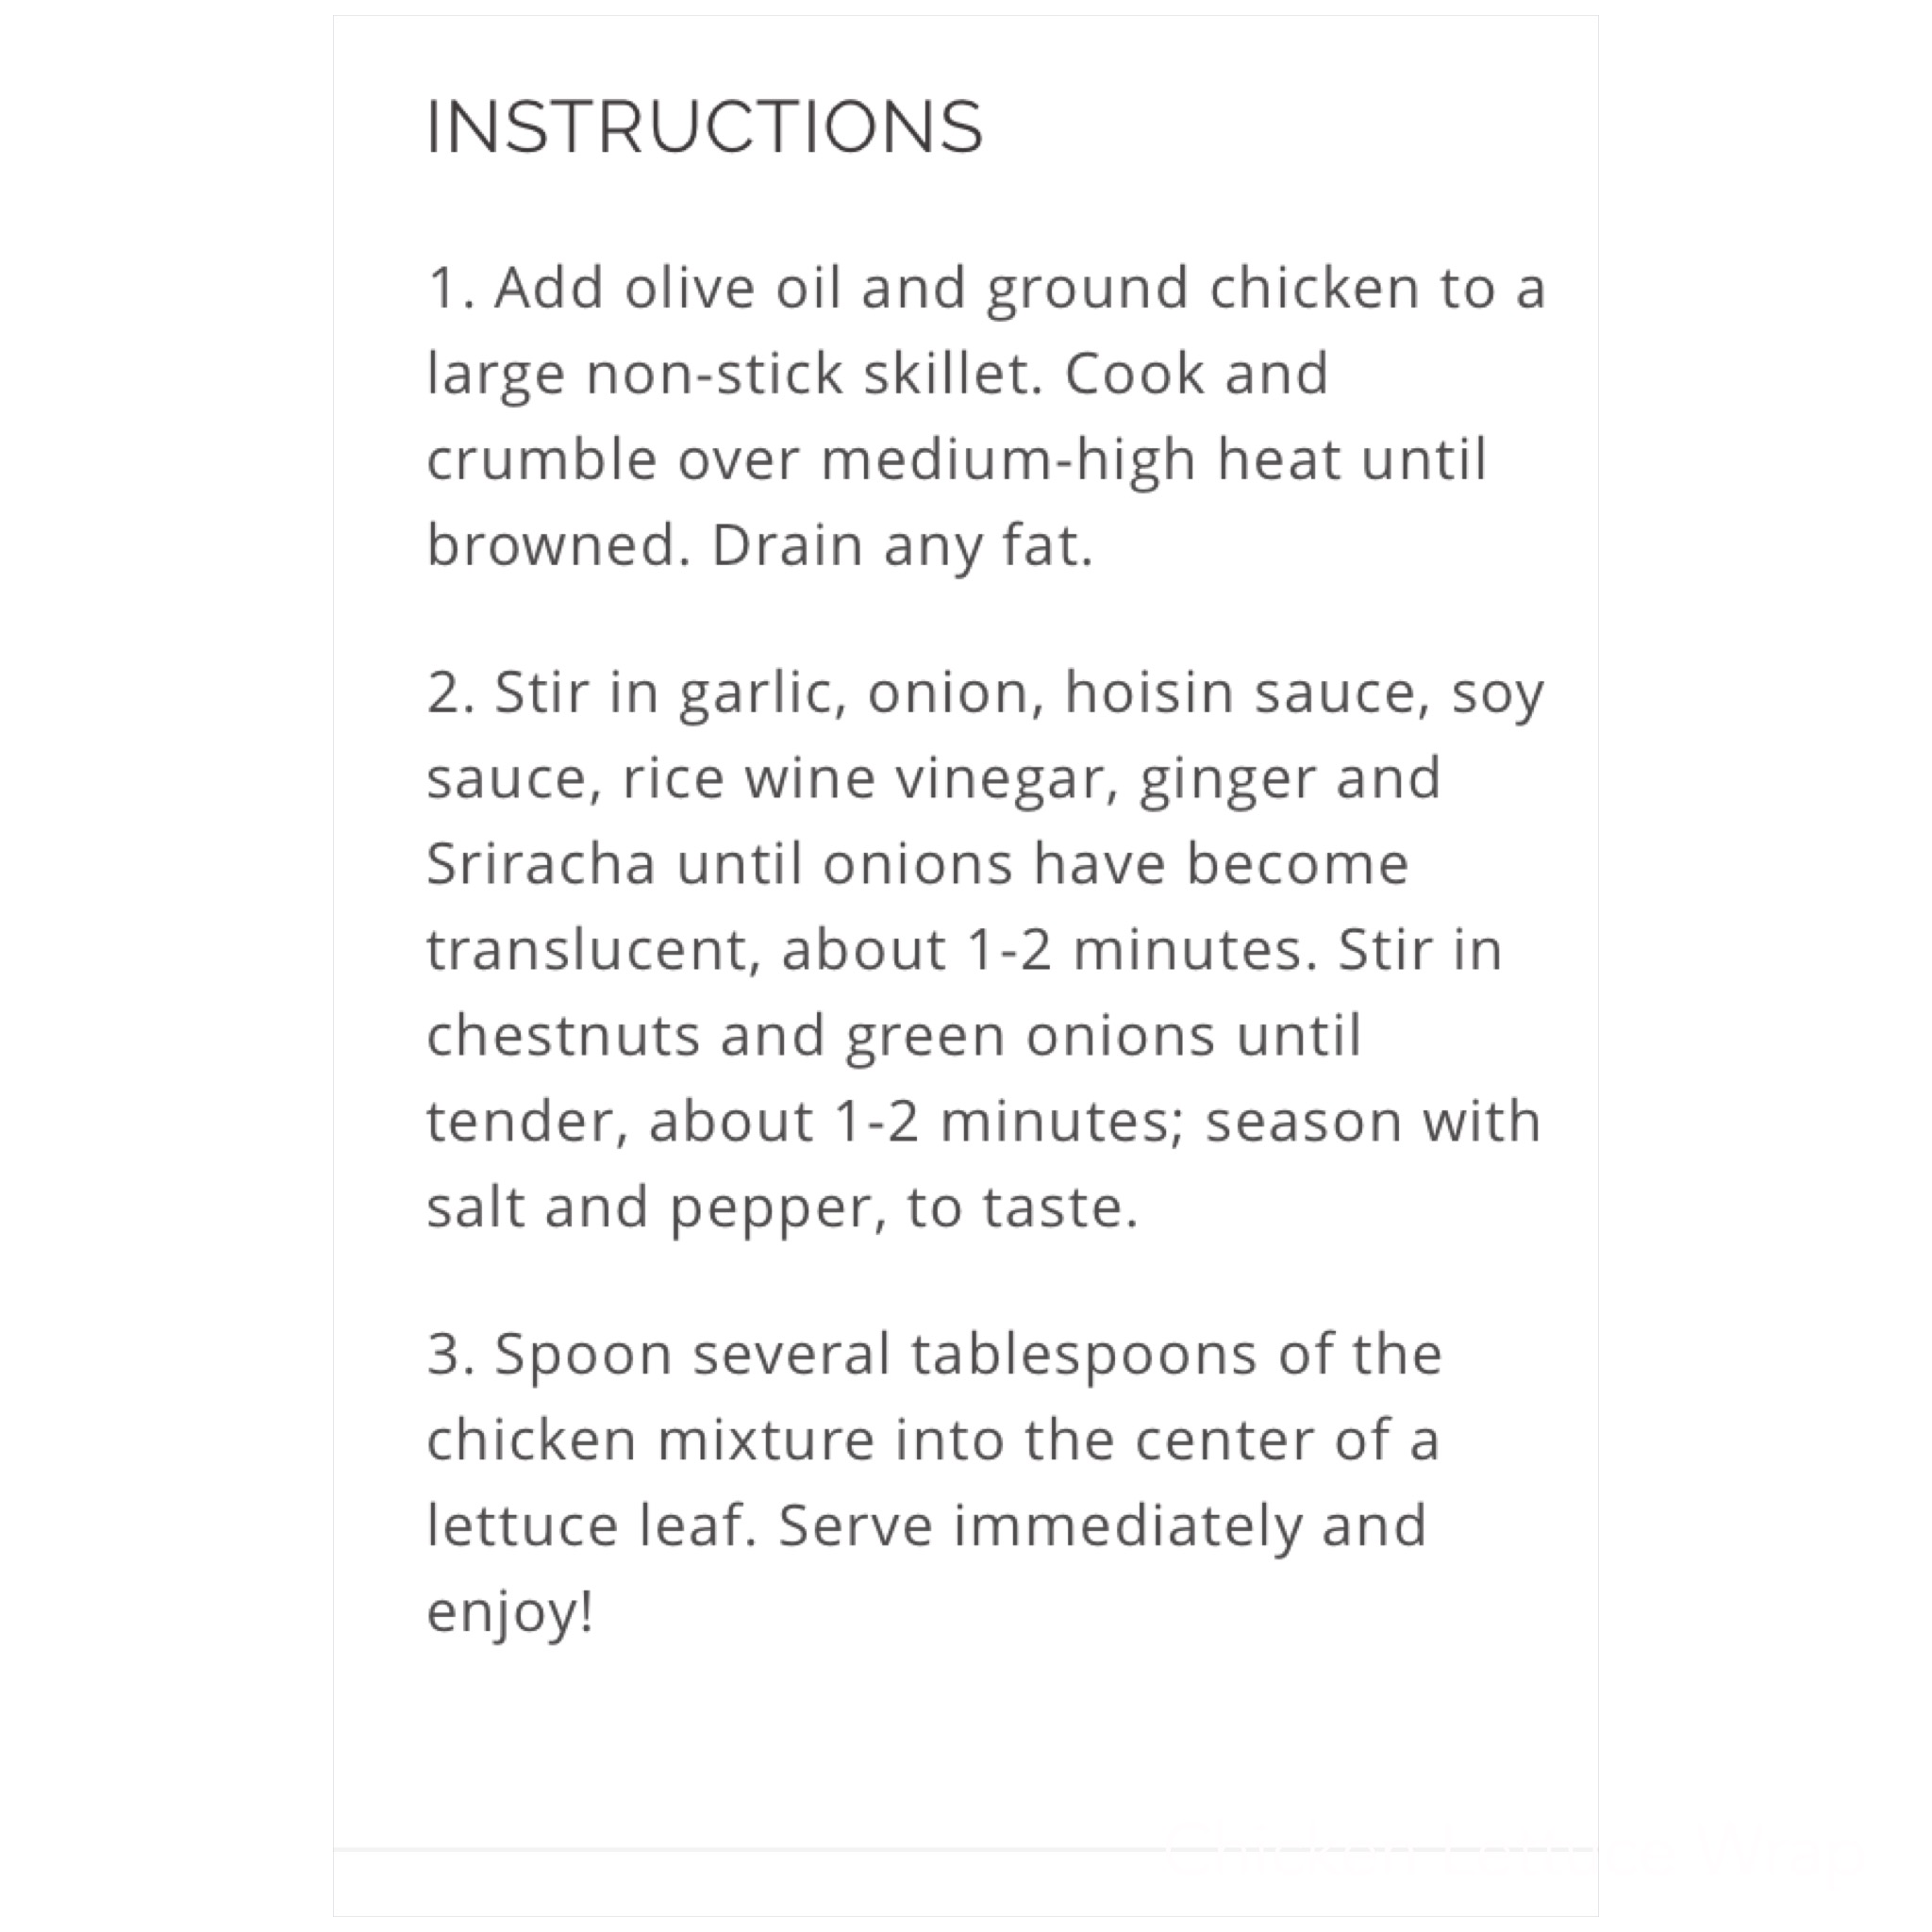 INSTRUCTIONS
1. Add olive oil and ground chicken to a
large non-stick skillet. Cook and
crumble over medium-high heat until
browned. Drain any fat.
2. Stir in garlic, onion, hoisin sauce, soy
sauce, rice wine vinegar, ginger and
Sriracha until onions have become
translucent, about 1-2 minutes. Stir in
chestnuts and green onions until
tender, about 1-2 minutes; season with
salt and pepper, to taste.
3. Spoon several tablespoons of the
chicken mixture into the center of a
lettuce leaf. Serve immediately and
enjoy!